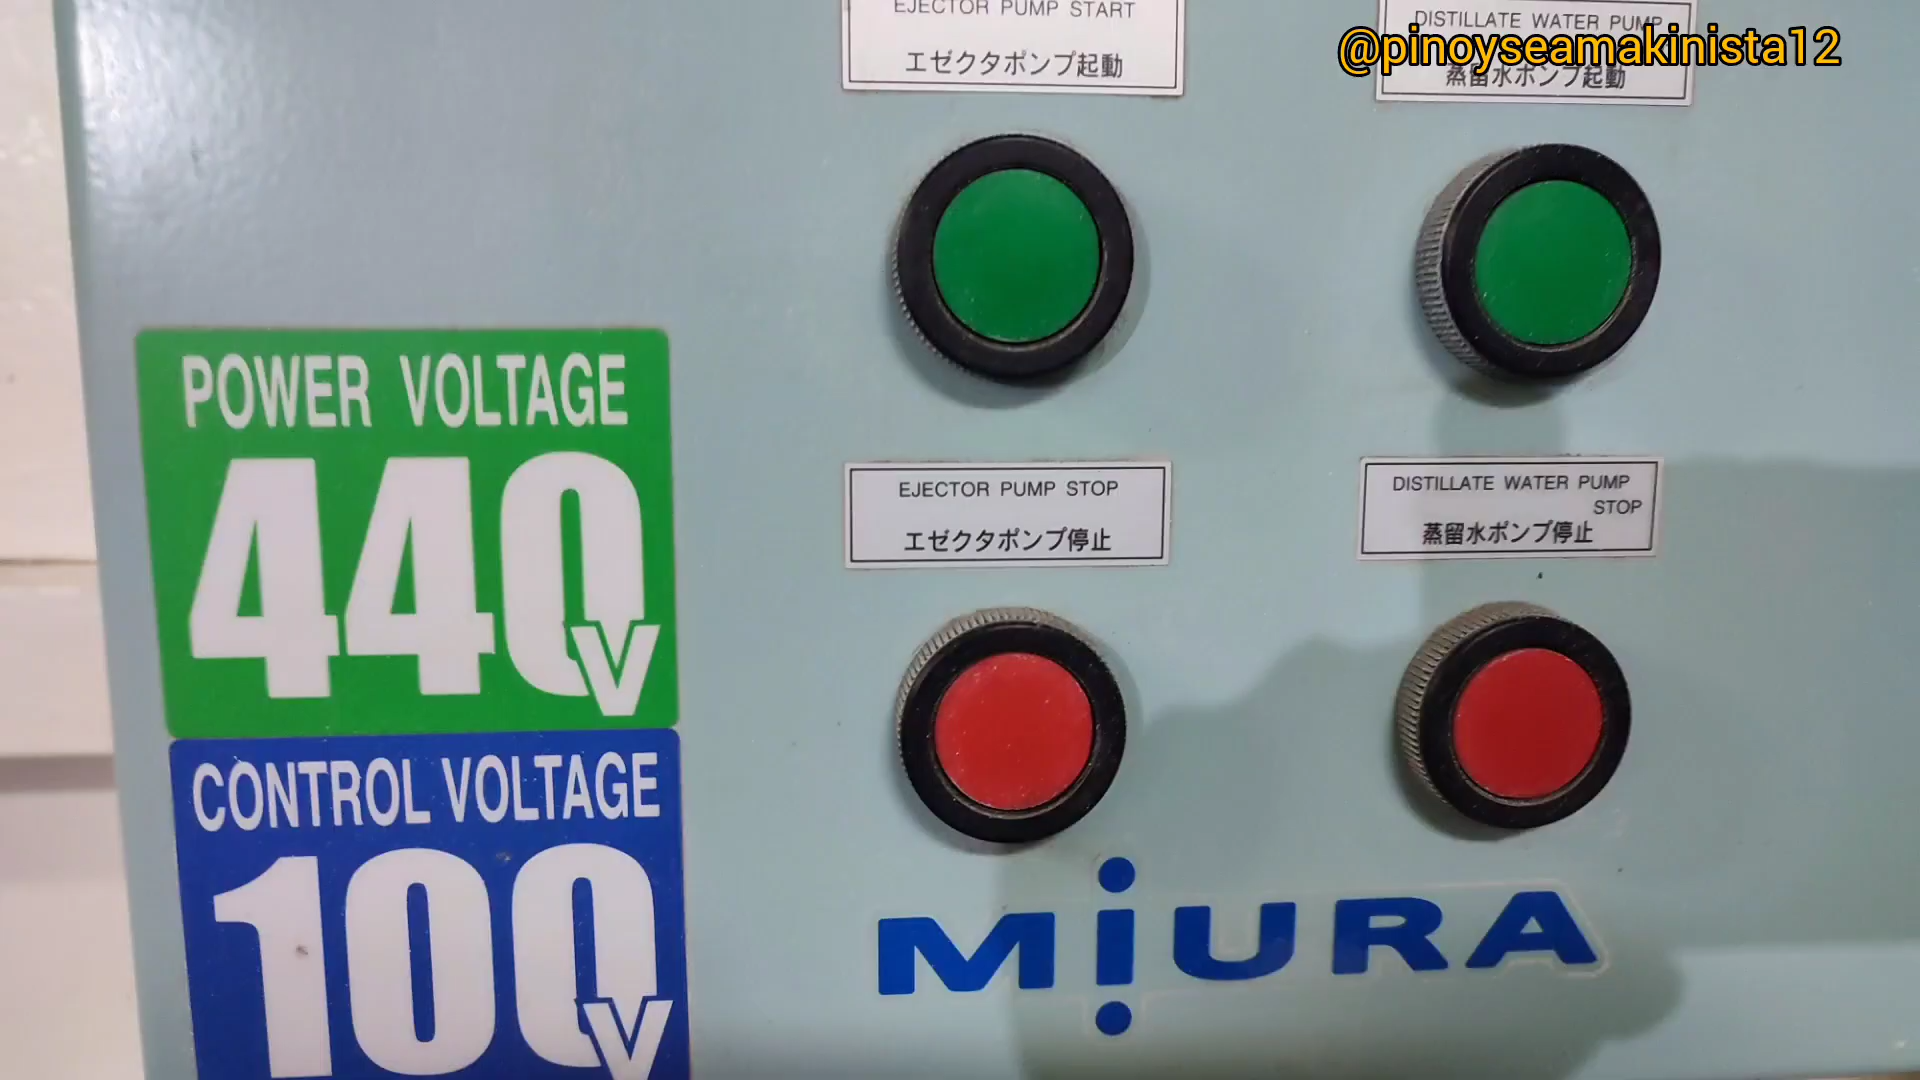 EJECTOR PUMP START
エゼクタポンプ起動
DISTILLATE WATER PUMP
@pinoyseamakinista12
蒸留水ポンプ起動
POWER VOLTAGE
440V
EJECTOR PUMP STOP
エゼクタポンプ停止
DISTILLATE WATER PUMP
STOP
蒸留水ポンプ停止
CONTROL VOLTAGE
100V
MiURA